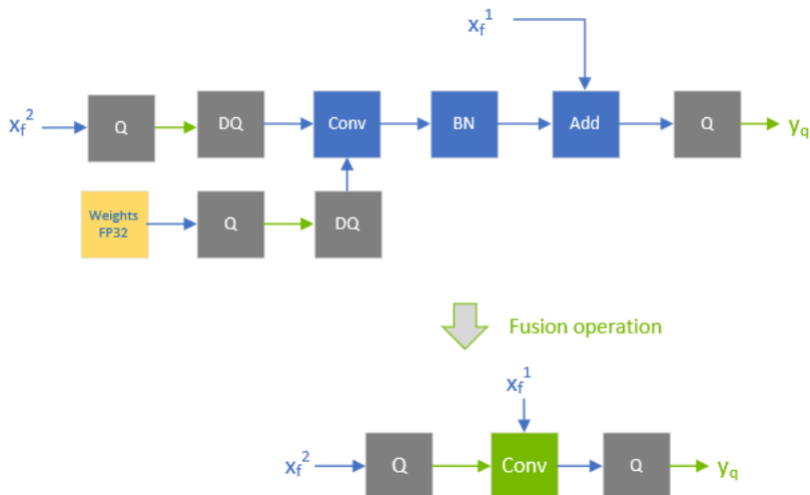 x_f^1
x_f^2 Q DQ Conv BN Add Q y_q
Weights
FP32
Q DQ
Fusion operation
x_f^1
x_f^2 Q Conv Q y_q